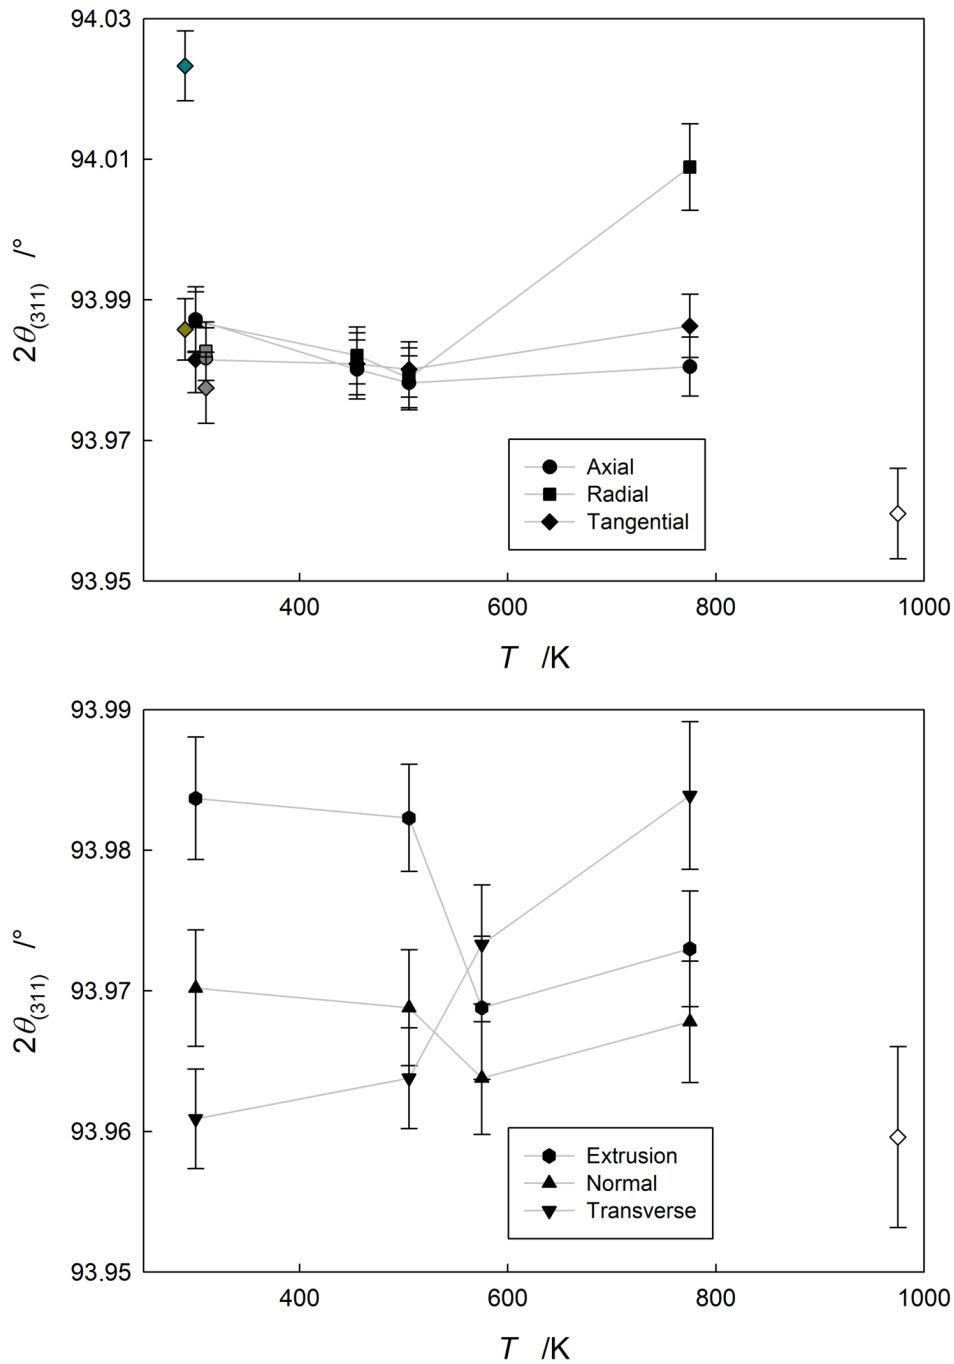 94.03
94.01
93.99
93.97
93.95
2θ(311) /°
Axial
Radial
Tangential
400
600
800
1000
T /K
93.99
93.98
93.97
93.96
93.95
2θ(311) /°
Extrusion
Normal
Transverse
400
600
800
1000
T /K